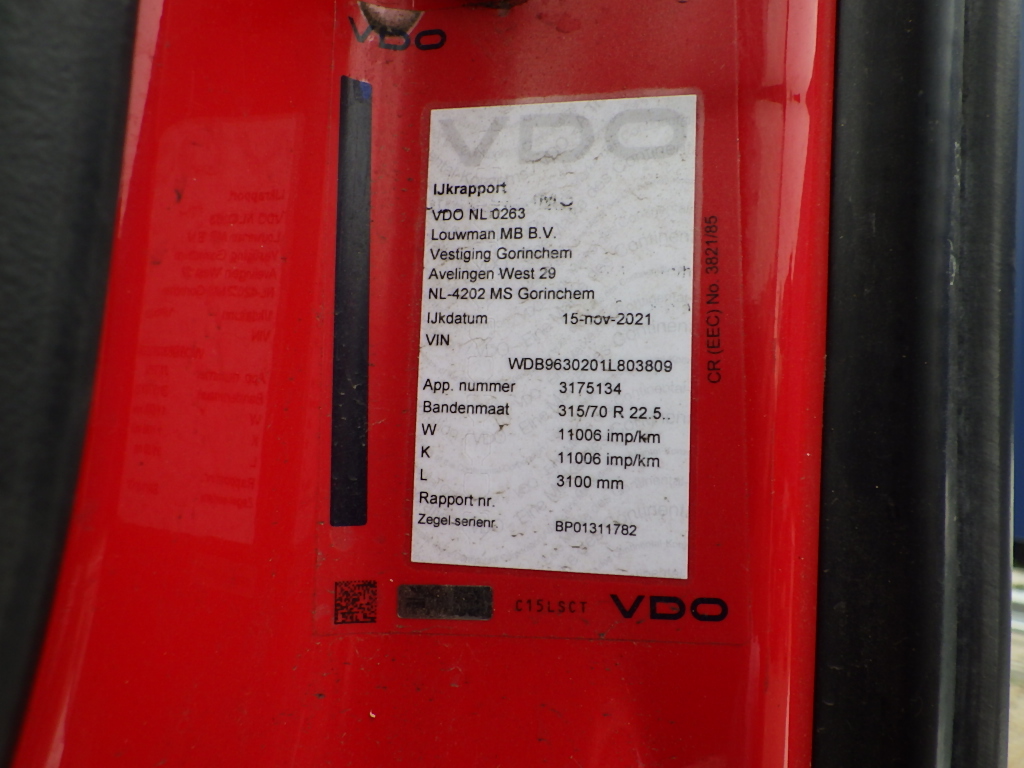 VDO
VDO
IJkrapport
VDO NL 0263
Louwman MB B.V.
Vestiging Gorinchem
Avelingen West 29
NL-4202 MS Gorinchem
IJkdatum 15-nov-2021
VIN
WDB9630201L803809
App. nummer 3175134
Bandenmaat 315/70 R 22.5..
W 11006 imp/km
K 11006 imp/km
L 3100 mm
Rapport nr.
Zegel serienr. BP01311782
CR (EEC) No 3821/85
C15LSCT VDO